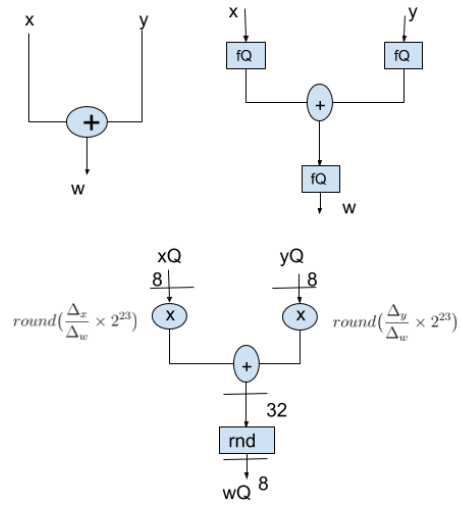 x
y
+
w
x
y
fQ
fQ
+
fQ
w
xQ
yQ
8
8
round(Δx/Δw × 2^23)
x
x
round(Δy/Δw × 2^23)
+
32
rnd
8
wQ